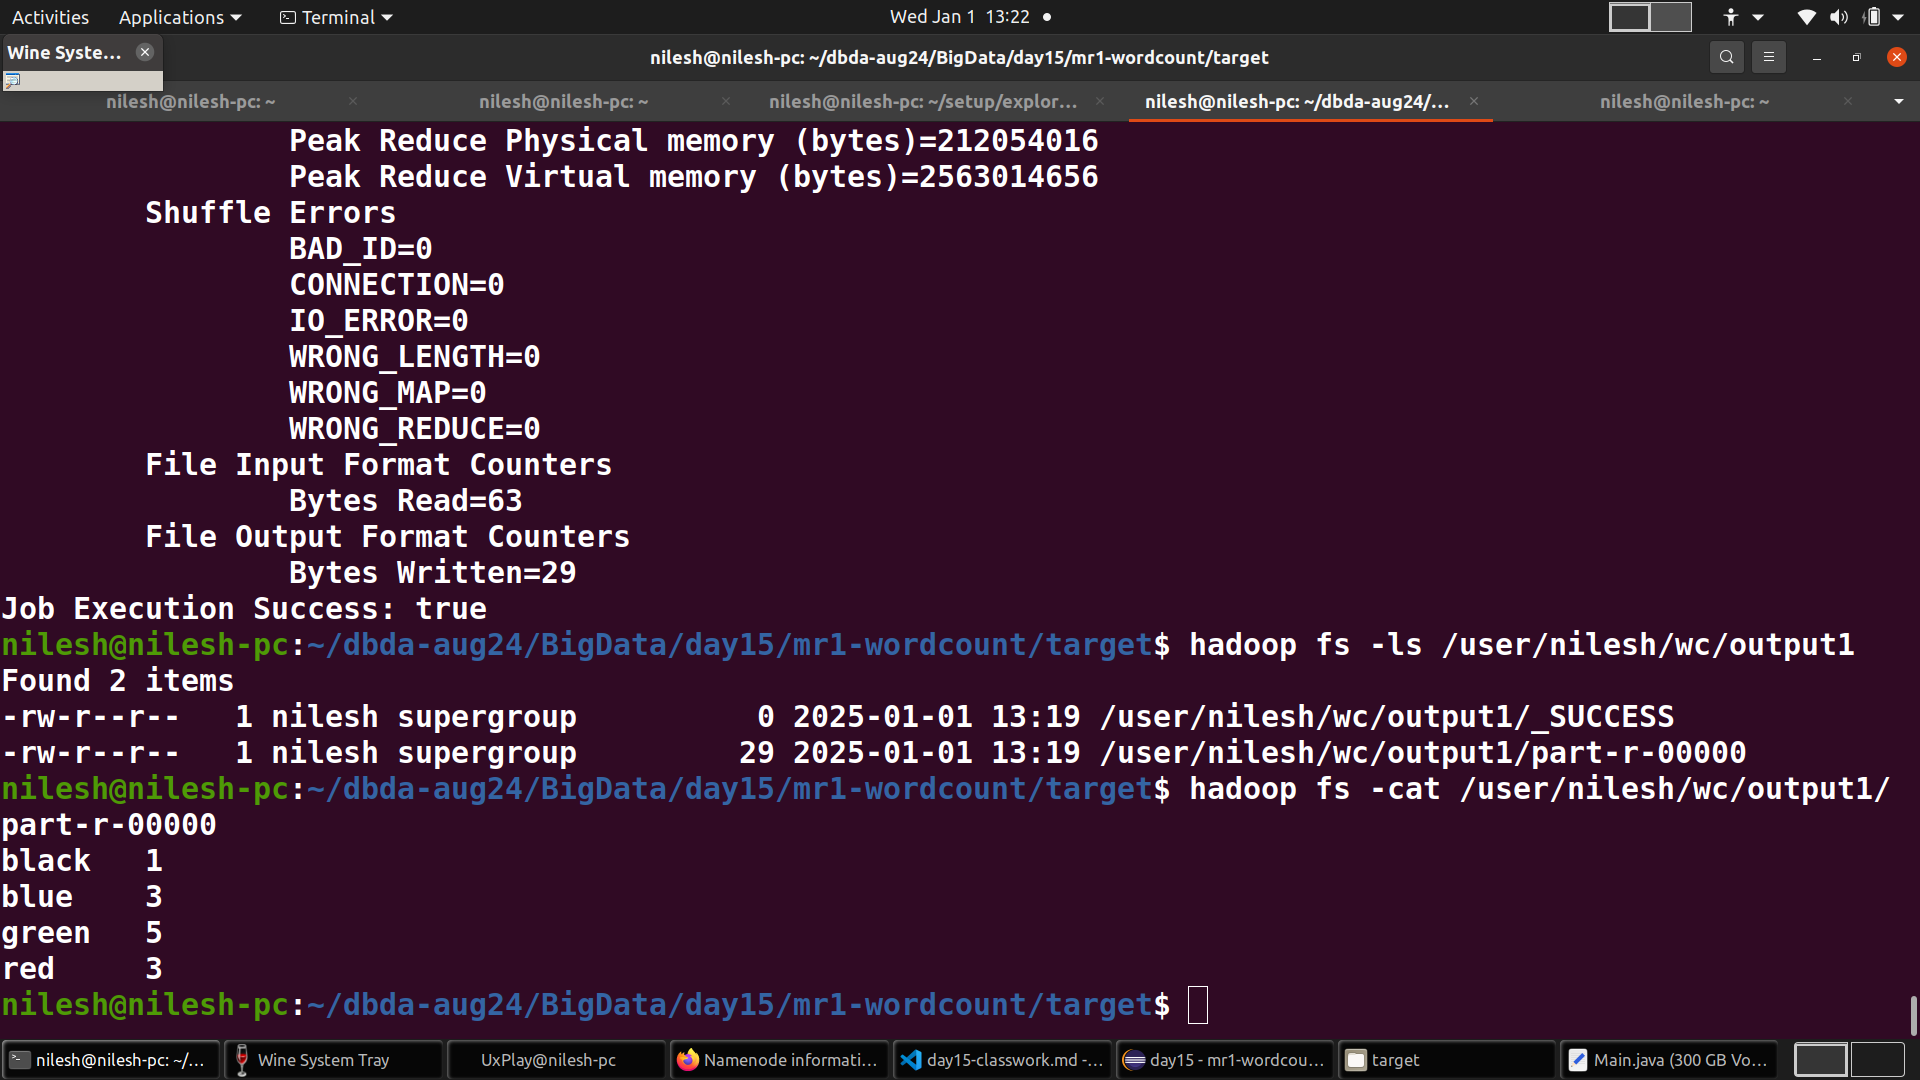 Activities Applications Terminal Wed Jan 1 13:22
Wine Syste...
nilesh@nilesh-pc: ~/dbda-aug24/BigData/day15/mr1-wordcount/target
nilesh@nilesh-pc: ~ nilesh@nilesh-pc: ~ nilesh@nilesh-pc: ~/setup/explor... nilesh@nilesh-pc: ~/dbda-aug24/... nilesh@nilesh-pc: ~
Peak Reduce Physical memory (bytes)=212054016
Peak Reduce Virtual memory (bytes)=2563014656
Shuffle Errors
BAD_ID=0
CONNECTION=0
IO_ERROR=0
WRONG_LENGTH=0
WRONG_MAP=0
WRONG_REDUCE=0
File Input Format Counters
Bytes Read=63
File Output Format Counters
Bytes Written=29
Job Execution Success: true
nilesh@nilesh-pc:~/dbda-aug24/BigData/day15/mr1-wordcount/target$ hadoop fs -ls /user/nilesh/wc/output1
Found 2 items
-rw-r--r-- 1 nilesh supergroup 0 2025-01-01 13:19 /user/nilesh/wc/output1/_SUCCESS
-rw-r--r-- 1 nilesh supergroup 29 2025-01-01 13:19 /user/nilesh/wc/output1/part-r-00000
nilesh@nilesh-pc:~/dbda-aug24/BigData/day15/mr1-wordcount/target$ hadoop fs -cat /user/nilesh/wc/output1/
part-r-00000
black 1
blue 3
green 5
red 3
nilesh@nilesh-pc:~/dbda-aug24/BigData/day15/mr1-wordcount/target$
nilesh@nilesh-pc: ~/... Wine System Tray UxPlay@nilesh-pc Namenode informati... day15-classwork.md -... day15 - mr1-wordcou... target Main.java (300 GB Vo...